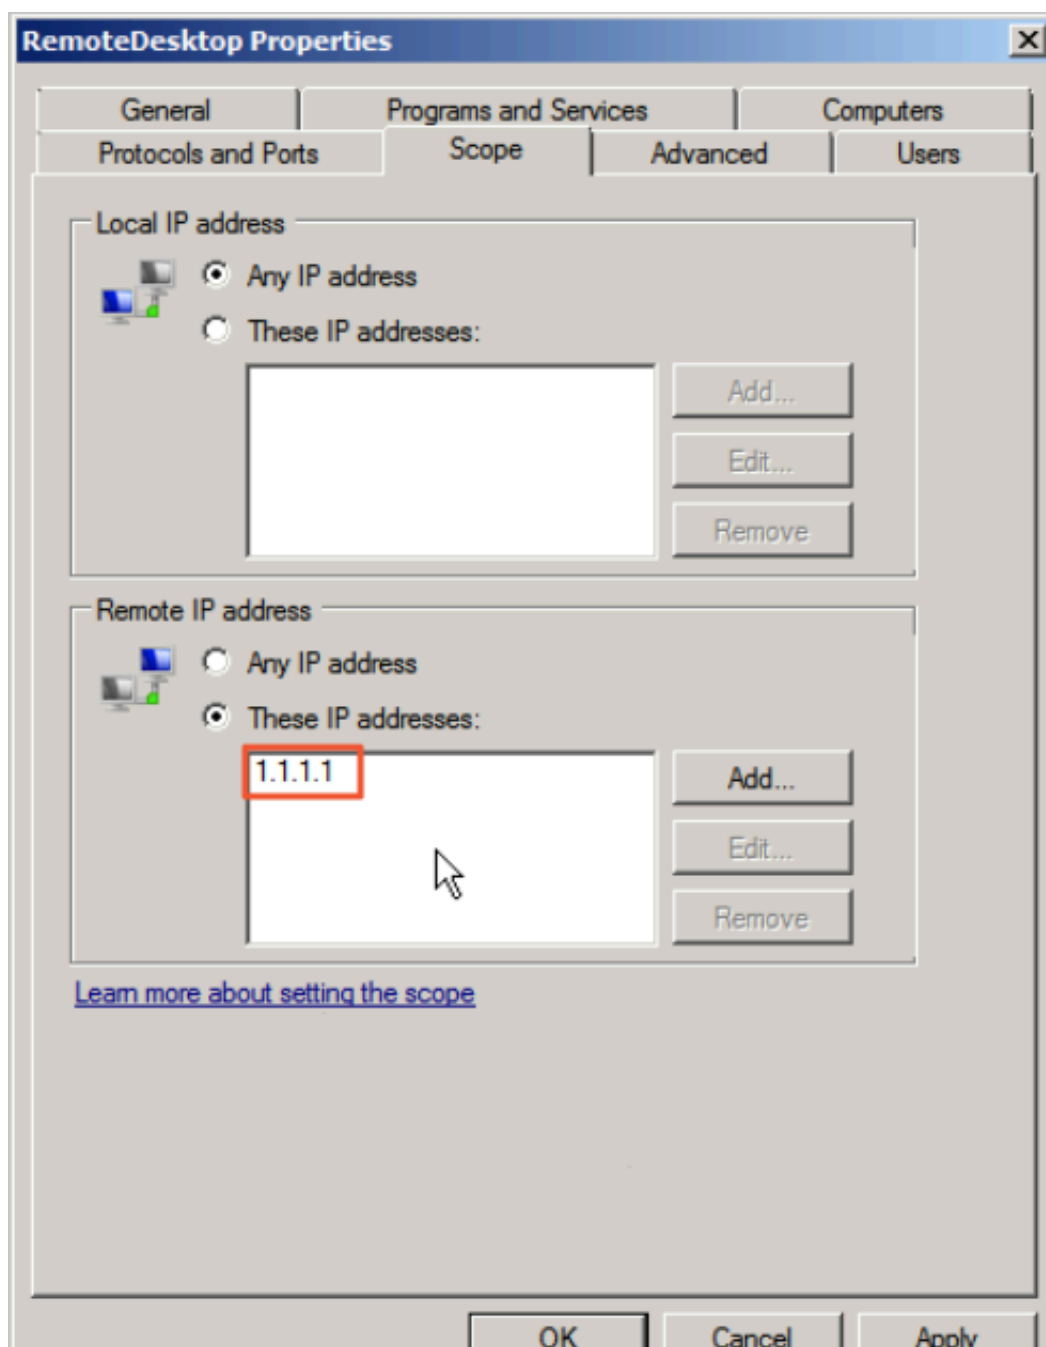 RemoteDesktop Properties
General Programs and Services Computers
Protocols and Ports Scope Advanced Users
Local IP address
Any IP address
These IP addresses:
Add...
Edit...
Remove
Remote IP address
Any IP address
These IP addresses:
1.1.1.1
Add...
Edit...
Remove
Learn more about setting the scope
OK Cancel Apply